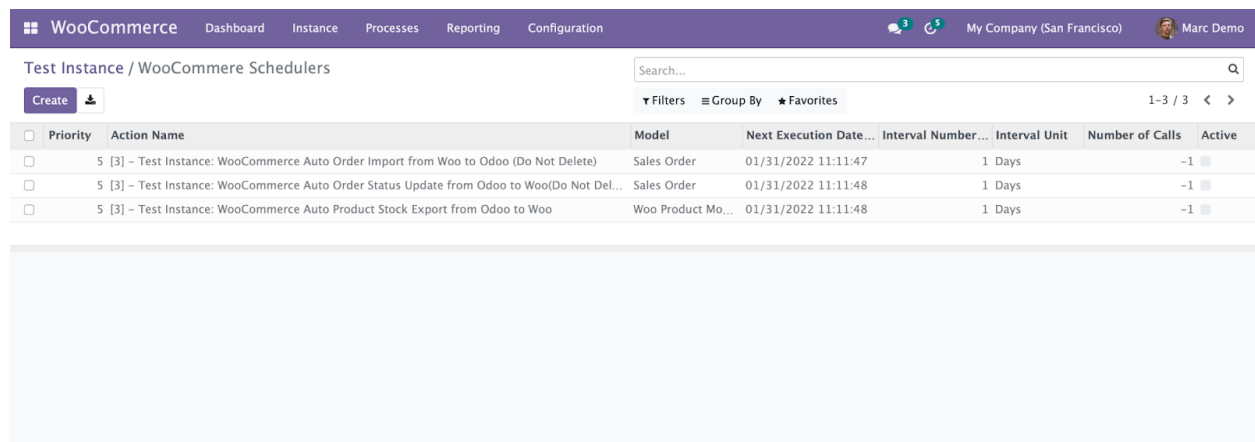 WooCommerce Dashboard Instance Processes Reporting Configuration 3 5 My Company (San Francisco) Marc Demo
Test Instance / WooCommere Schedulers Search...
Create Filters Group By Favorites 1-3 / 3
Priority Action Name Model Next Execution Date... Interval Number... Interval Unit Number of Calls Active
5 [3] - Test Instance: WooCommerce Auto Order Import from Woo to Odoo (Do Not Delete) Sales Order 01/31/2022 11:11:47 1 Days -1
5 [3] - Test Instance: WooCommerce Auto Order Status Update from Odoo to Woo(Do Not Del... Sales Order 01/31/2022 11:11:48 1 Days -1
5 [3] - Test Instance: WooCommerce Auto Product Stock Export from Odoo to Woo Woo Product Mo... 01/31/2022 11:11:48 1 Days -1